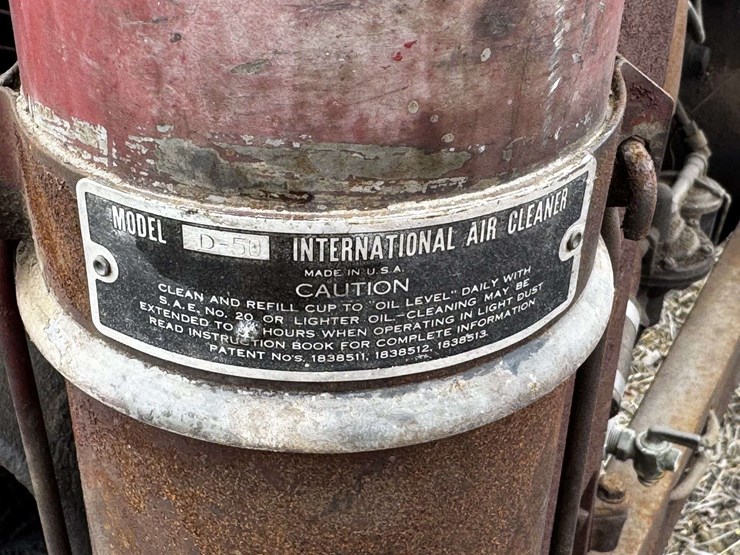 MODEL D-50 INTERNATIONAL AIR CLEANER
MADE IN U.S.A.
CAUTION
CLEAN AND REFILL CUP TO "OIL LEVEL" DAILY WITH
S.A.E. NO. 20 OR LIGHTER OIL-CLEANING MAY BE
EXTENDED TO HOURS WHEN OPERATING IN LIGHT DUST
READ INSTRUCTION BOOK FOR COMPLETE INFORMATION
PATENT NO'S. 1838511, 1838512, 1838513